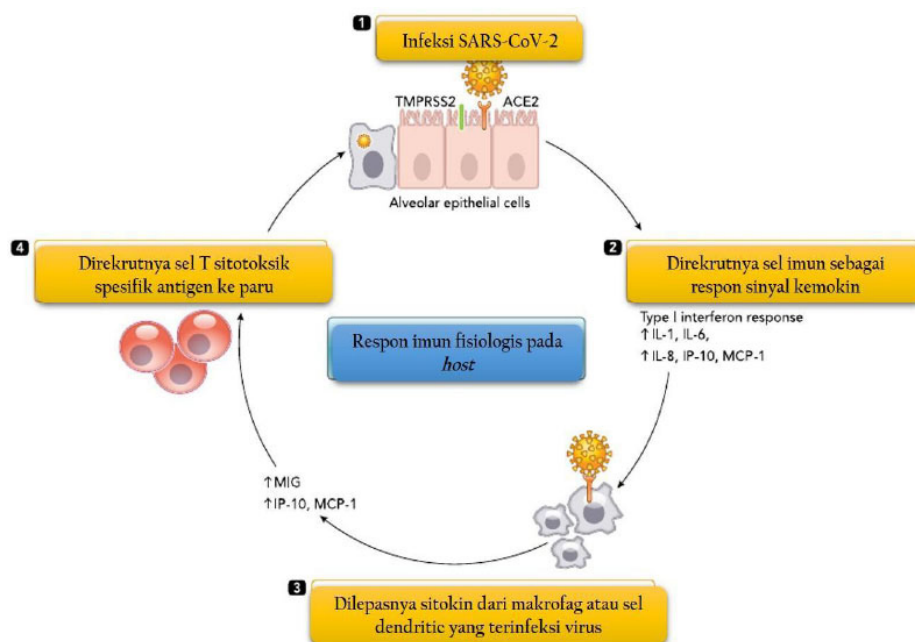 1
Infeksi SARS-CoV-2
TMPRSS2
ACE2
Alveolar epithelial cells
2
Direkrutnya sel imun sebagai
respon sinyal kemokin
Type I interferon response
↑IL-1, IL-6,
↑IL-8, IP-10, MCP-1
3
Dilepasnya sitokin dari makrofag atau sel
dendritic yang terinfeksi virus
↑MIG
↑IP-10, MCP-1
4
Direkrutnya sel T sitotoksik
spesifik antigen ke paru
Respon imun fisiologis pada
host